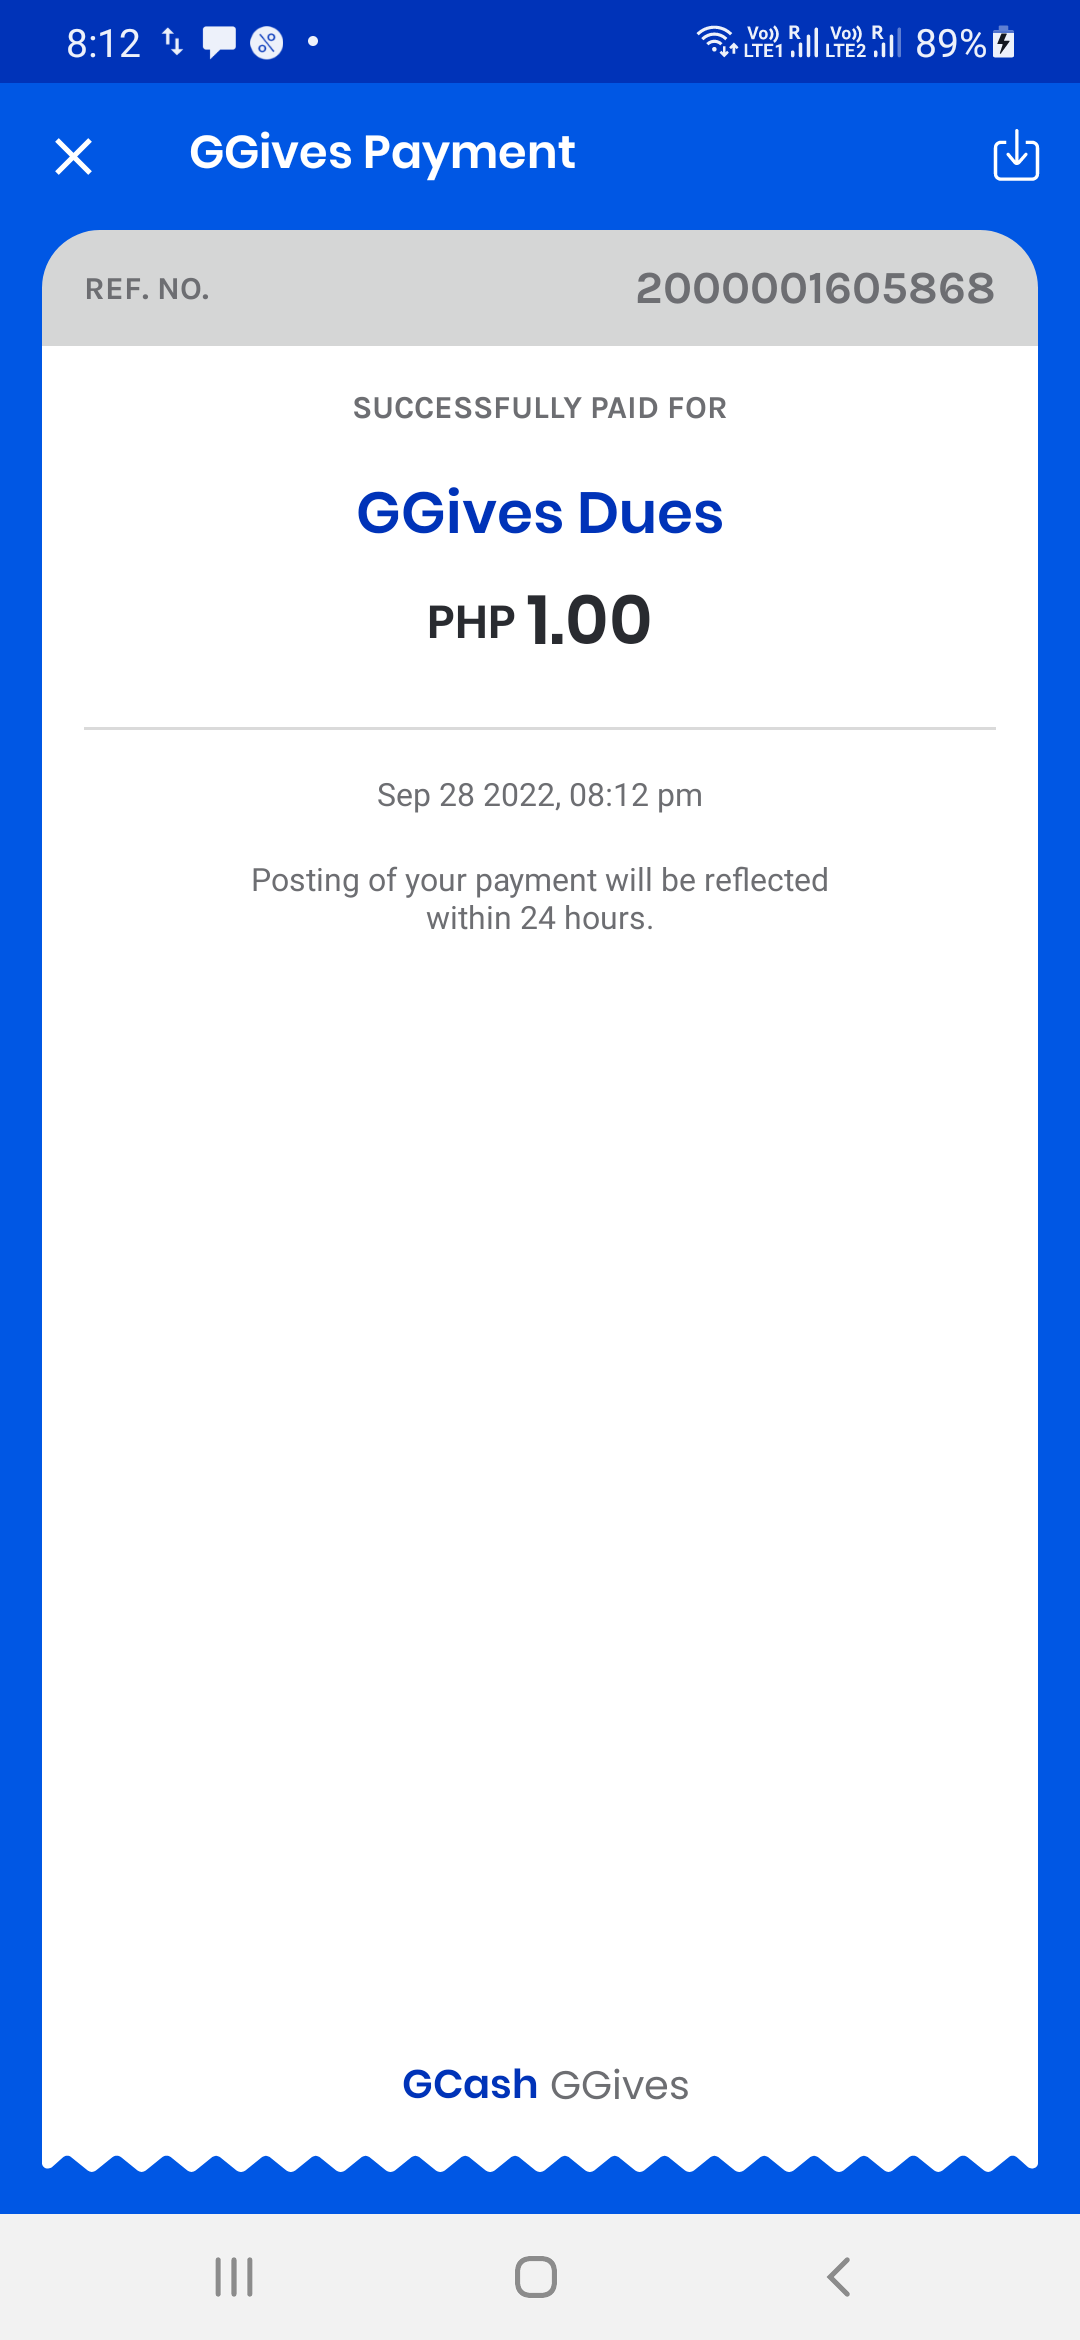 8:12 Vo)) R Vo)) R 89%
LTE1 LTE2
GGives Payment
REF. NO. 2000001605868
SUCCESSFULLY PAID FOR
GGives Dues
PHP 1.00
Sep 28 2022, 08:12 pm
Posting of your payment will be reflected
within 24 hours.
GCash GGives